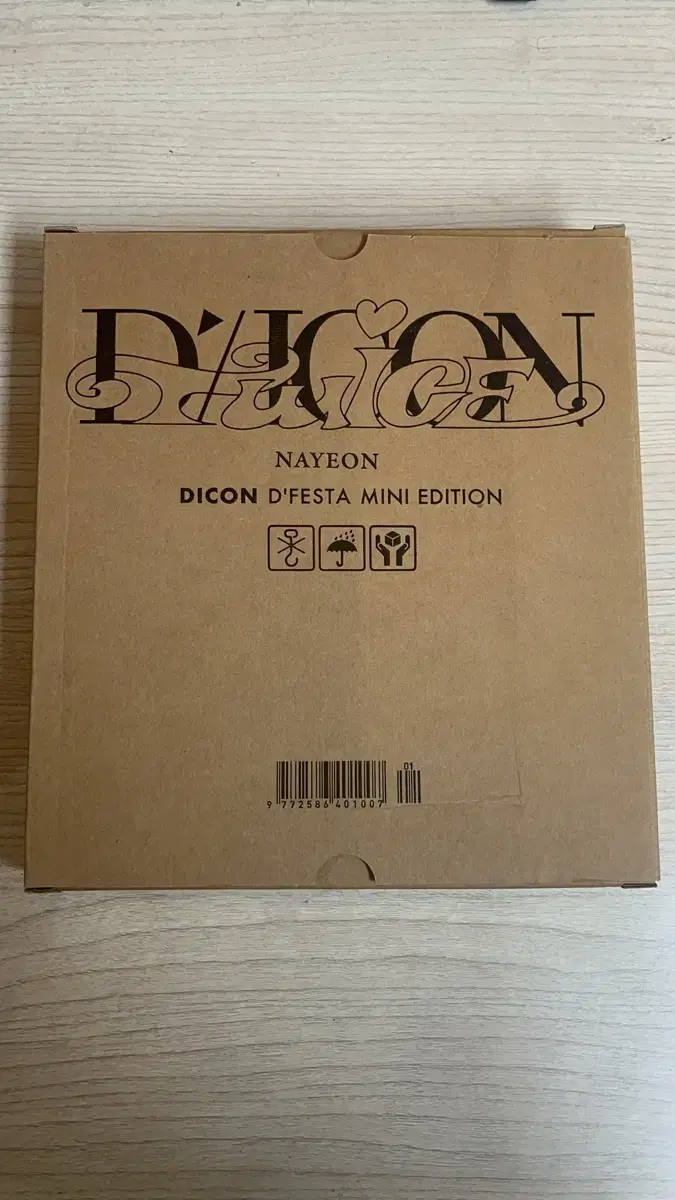 D'ICON
Twice
NAYEON
DICON D'FESTA MINI EDITION
01
9 772586 401007